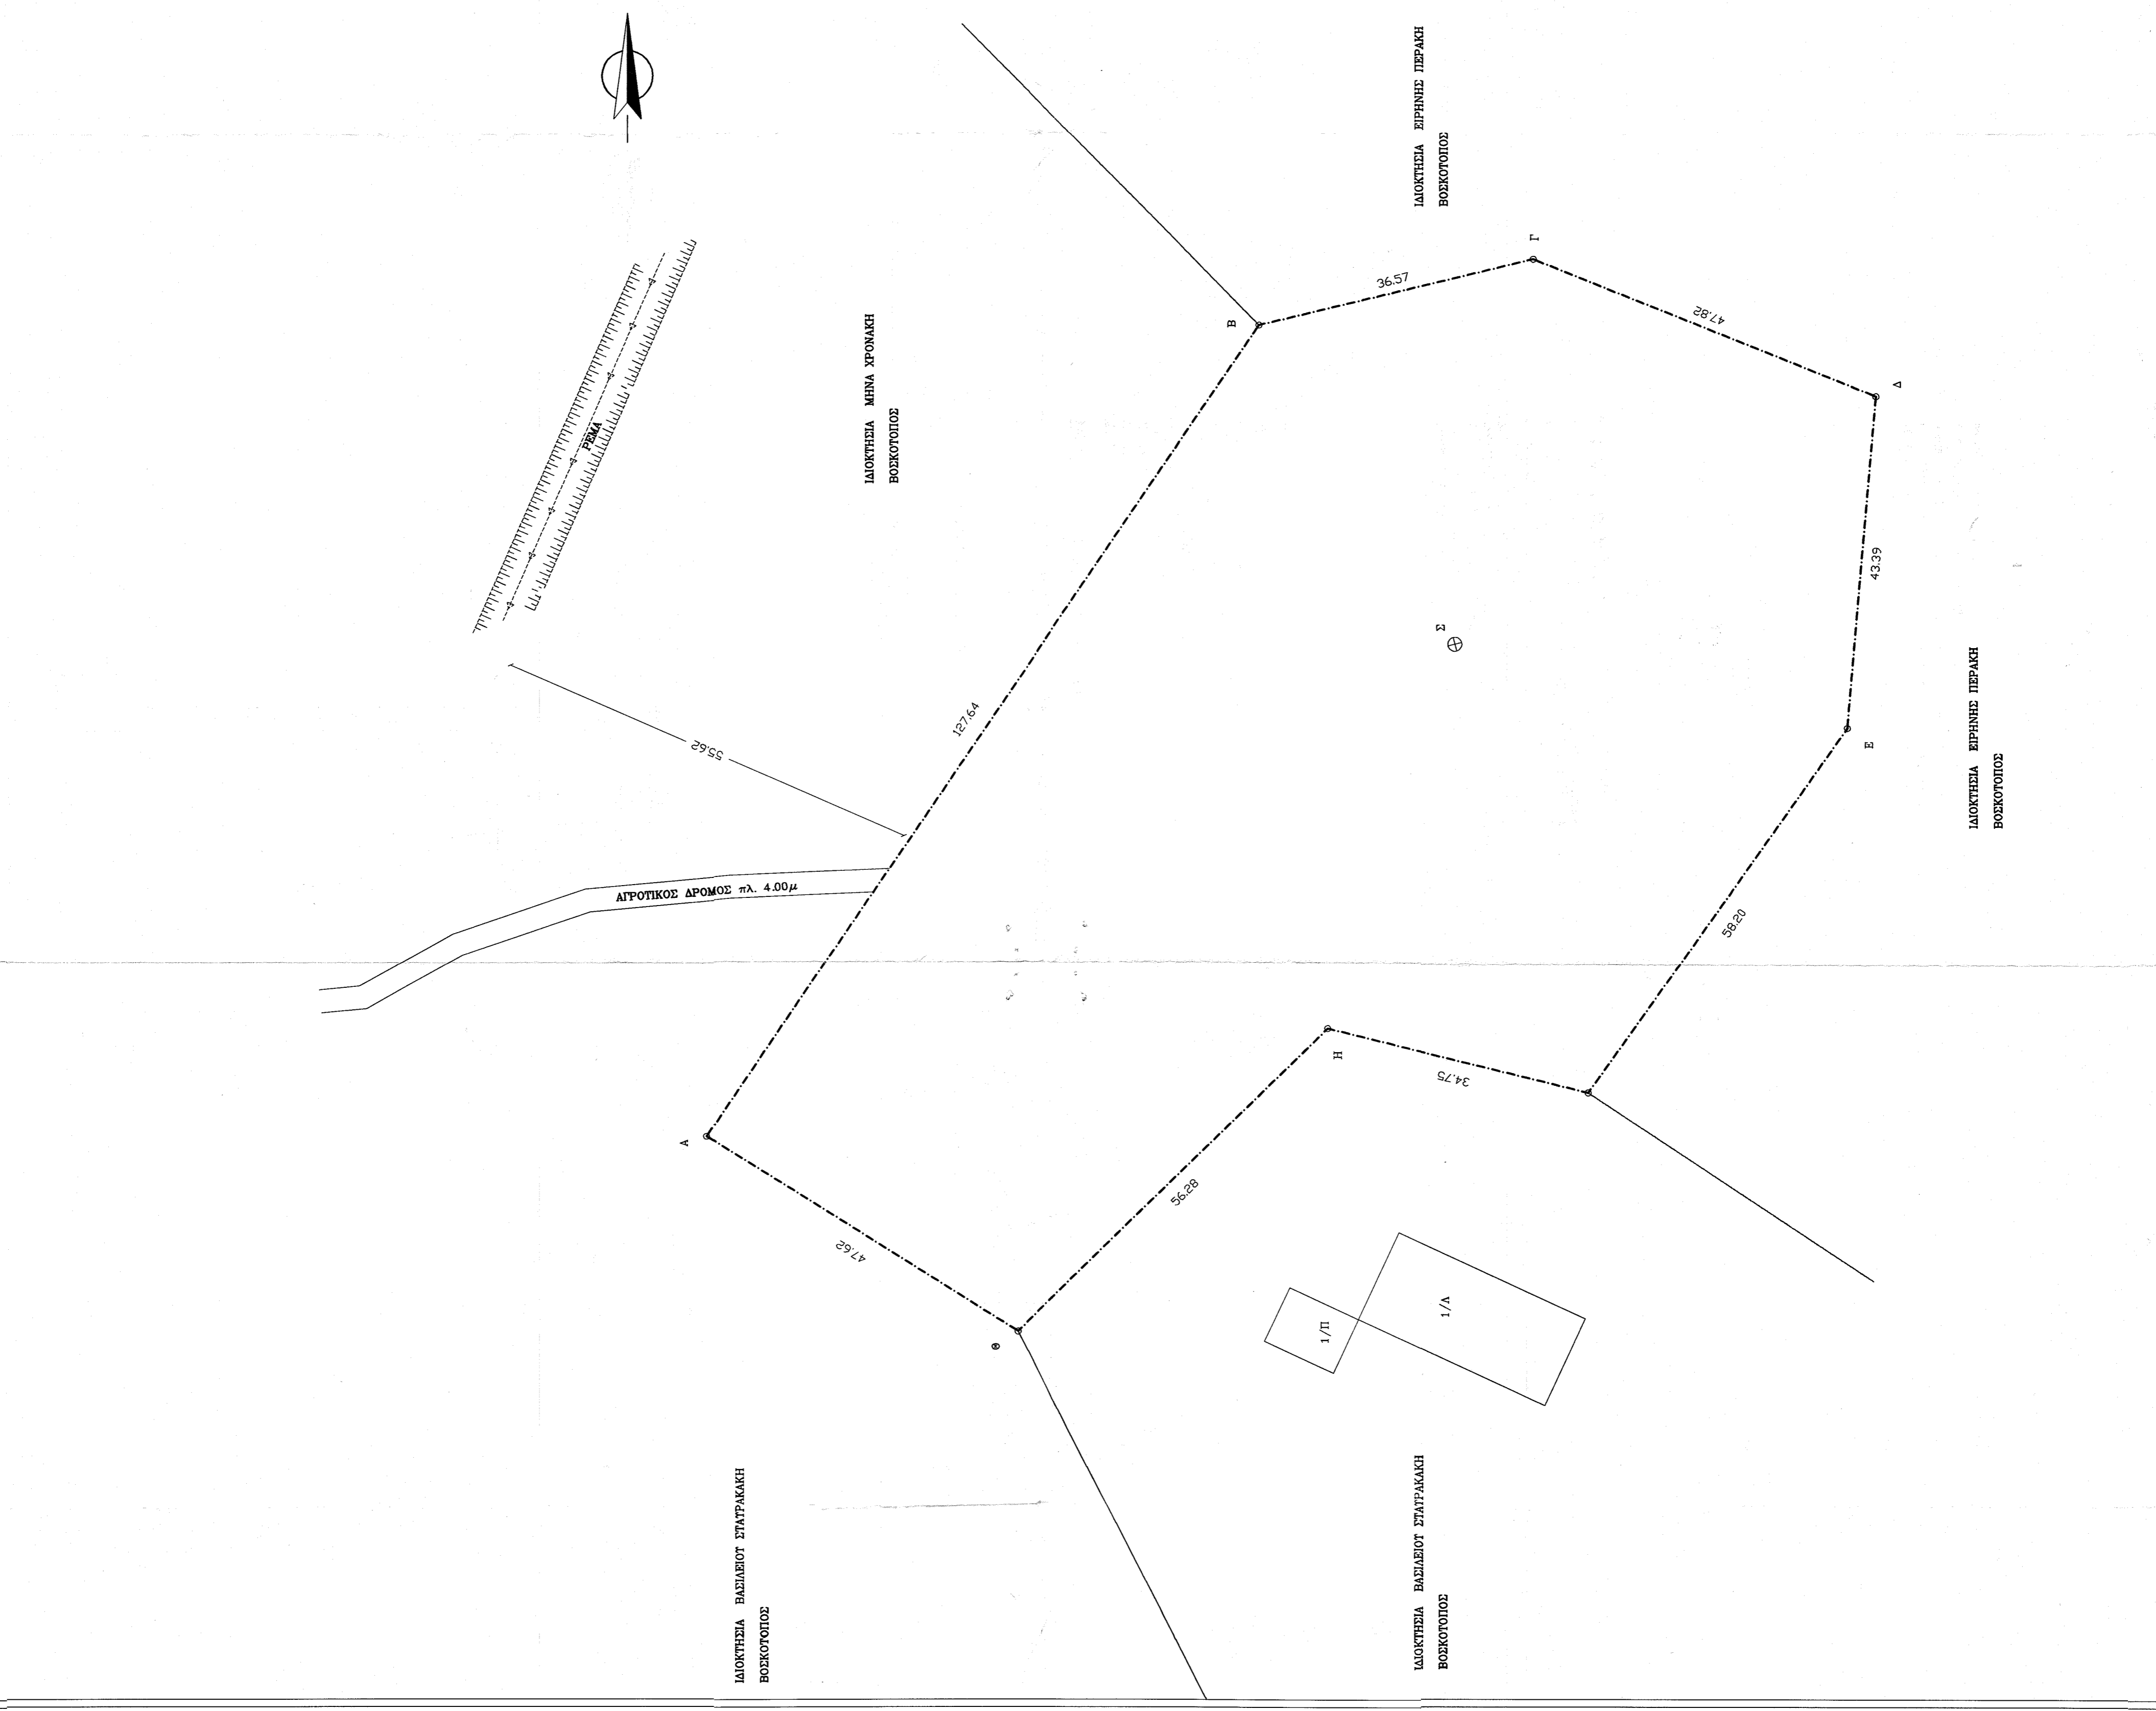 ΙΔΙΟΚΤΗΣΙΑ ΕΙΡΗΝΗΣ ΠΕΡΑΚΗ
ΒΟΣΚΟΤΟΠΟΣ
Γ
36.57
47.82
Β
ΙΔΙΟΚΤΗΣΙΑ ΜΗΝΑ ΧΡΟΝΑΚΗ
ΒΟΣΚΟΤΟΠΟΣ
ΡΕΜΑ
Δ
43.39
Σ
127.64
55.62
Ε
ΙΔΙΟΚΤΗΣΙΑ ΕΙΡΗΝΗΣ ΠΕΡΑΚΗ
ΒΟΣΚΟΤΟΠΟΣ
ΑΓΡΟΤΙΚΟΣ ΔΡΟΜΟΣ πλ. 4.00μ
58.20
Η
34.75
Α
56.28
47.62
Θ
1/Π
1/Λ
ΙΔΙΟΚΤΗΣΙΑ ΒΑΣΙΛΕΙΟΥ ΣΤΑΥΡΑΚΑΚΗ
ΒΟΣΚΟΤΟΠΟΣ
ΙΔΙΟΚΤΗΣΙΑ ΒΑΣΙΛΕΙΟΥ ΣΤΑΥΡΑΚΑΚΗ
ΒΟΣΚΟΤΟΠΟΣ